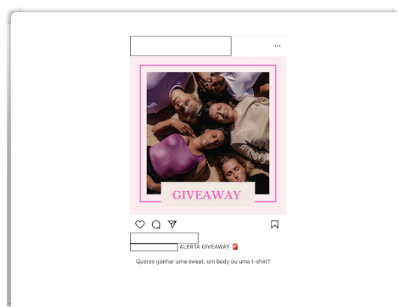 GIVEAWAY
ALERTA GIVEAWAY
Queres ganhar uma sweat, um body ou uma t-shirt?